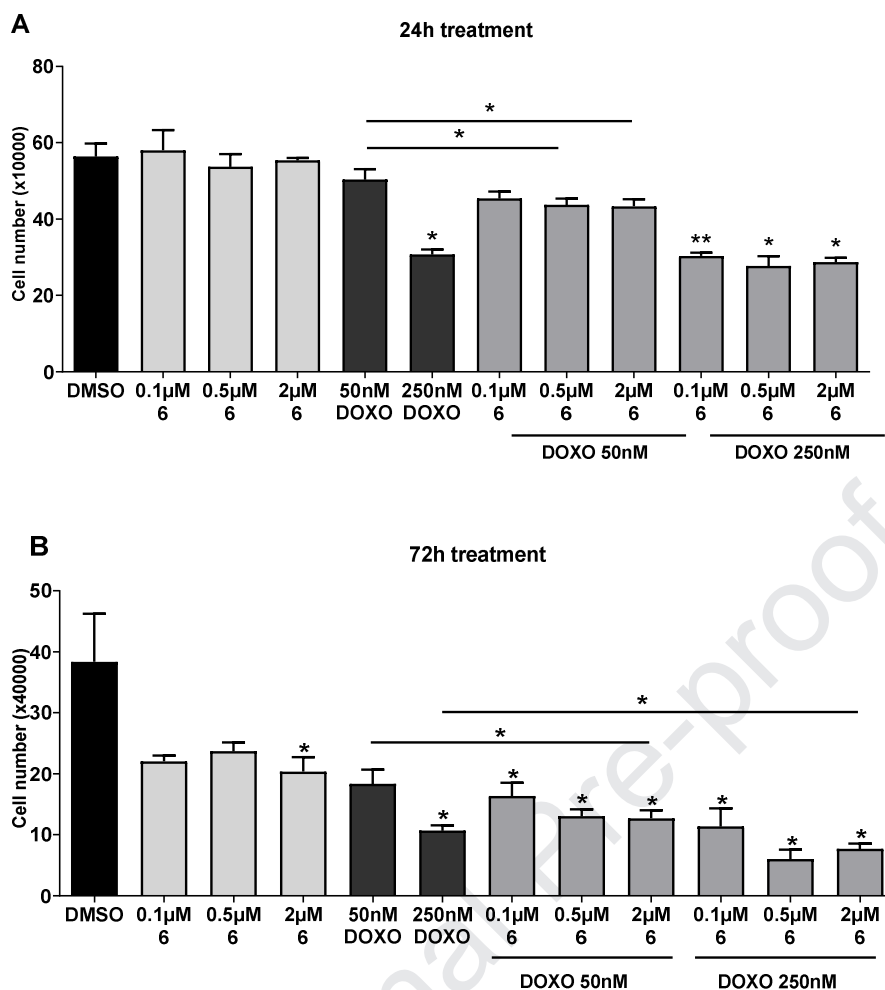 A
24h treatment
Cell number (x10000)
80
60
40
20
0
*
*
*
**
*
*
DMSO 0.1µM 0.5µM 2µM 50nM 250nM 0.1µM 0.5µM 2µM 0.1µM 0.5µM 2µM
6 6 6 DOXO DOXO 6 6 6 6 6 6
DOXO 50nM DOXO 250nM
B
72h treatment
Cell number (x40000)
50
40
30
20
10
0
*
*
*
*
*
*
*
*
*
*
DMSO 0.1µM 0.5µM 2µM 50nM 250nM 0.1µM 0.5µM 2µM 0.1µM 0.5µM 2µM
6 6 6 DOXO DOXO 6 6 6 6 6 6
DOXO 50nM DOXO 250nM
nal Pre-proof